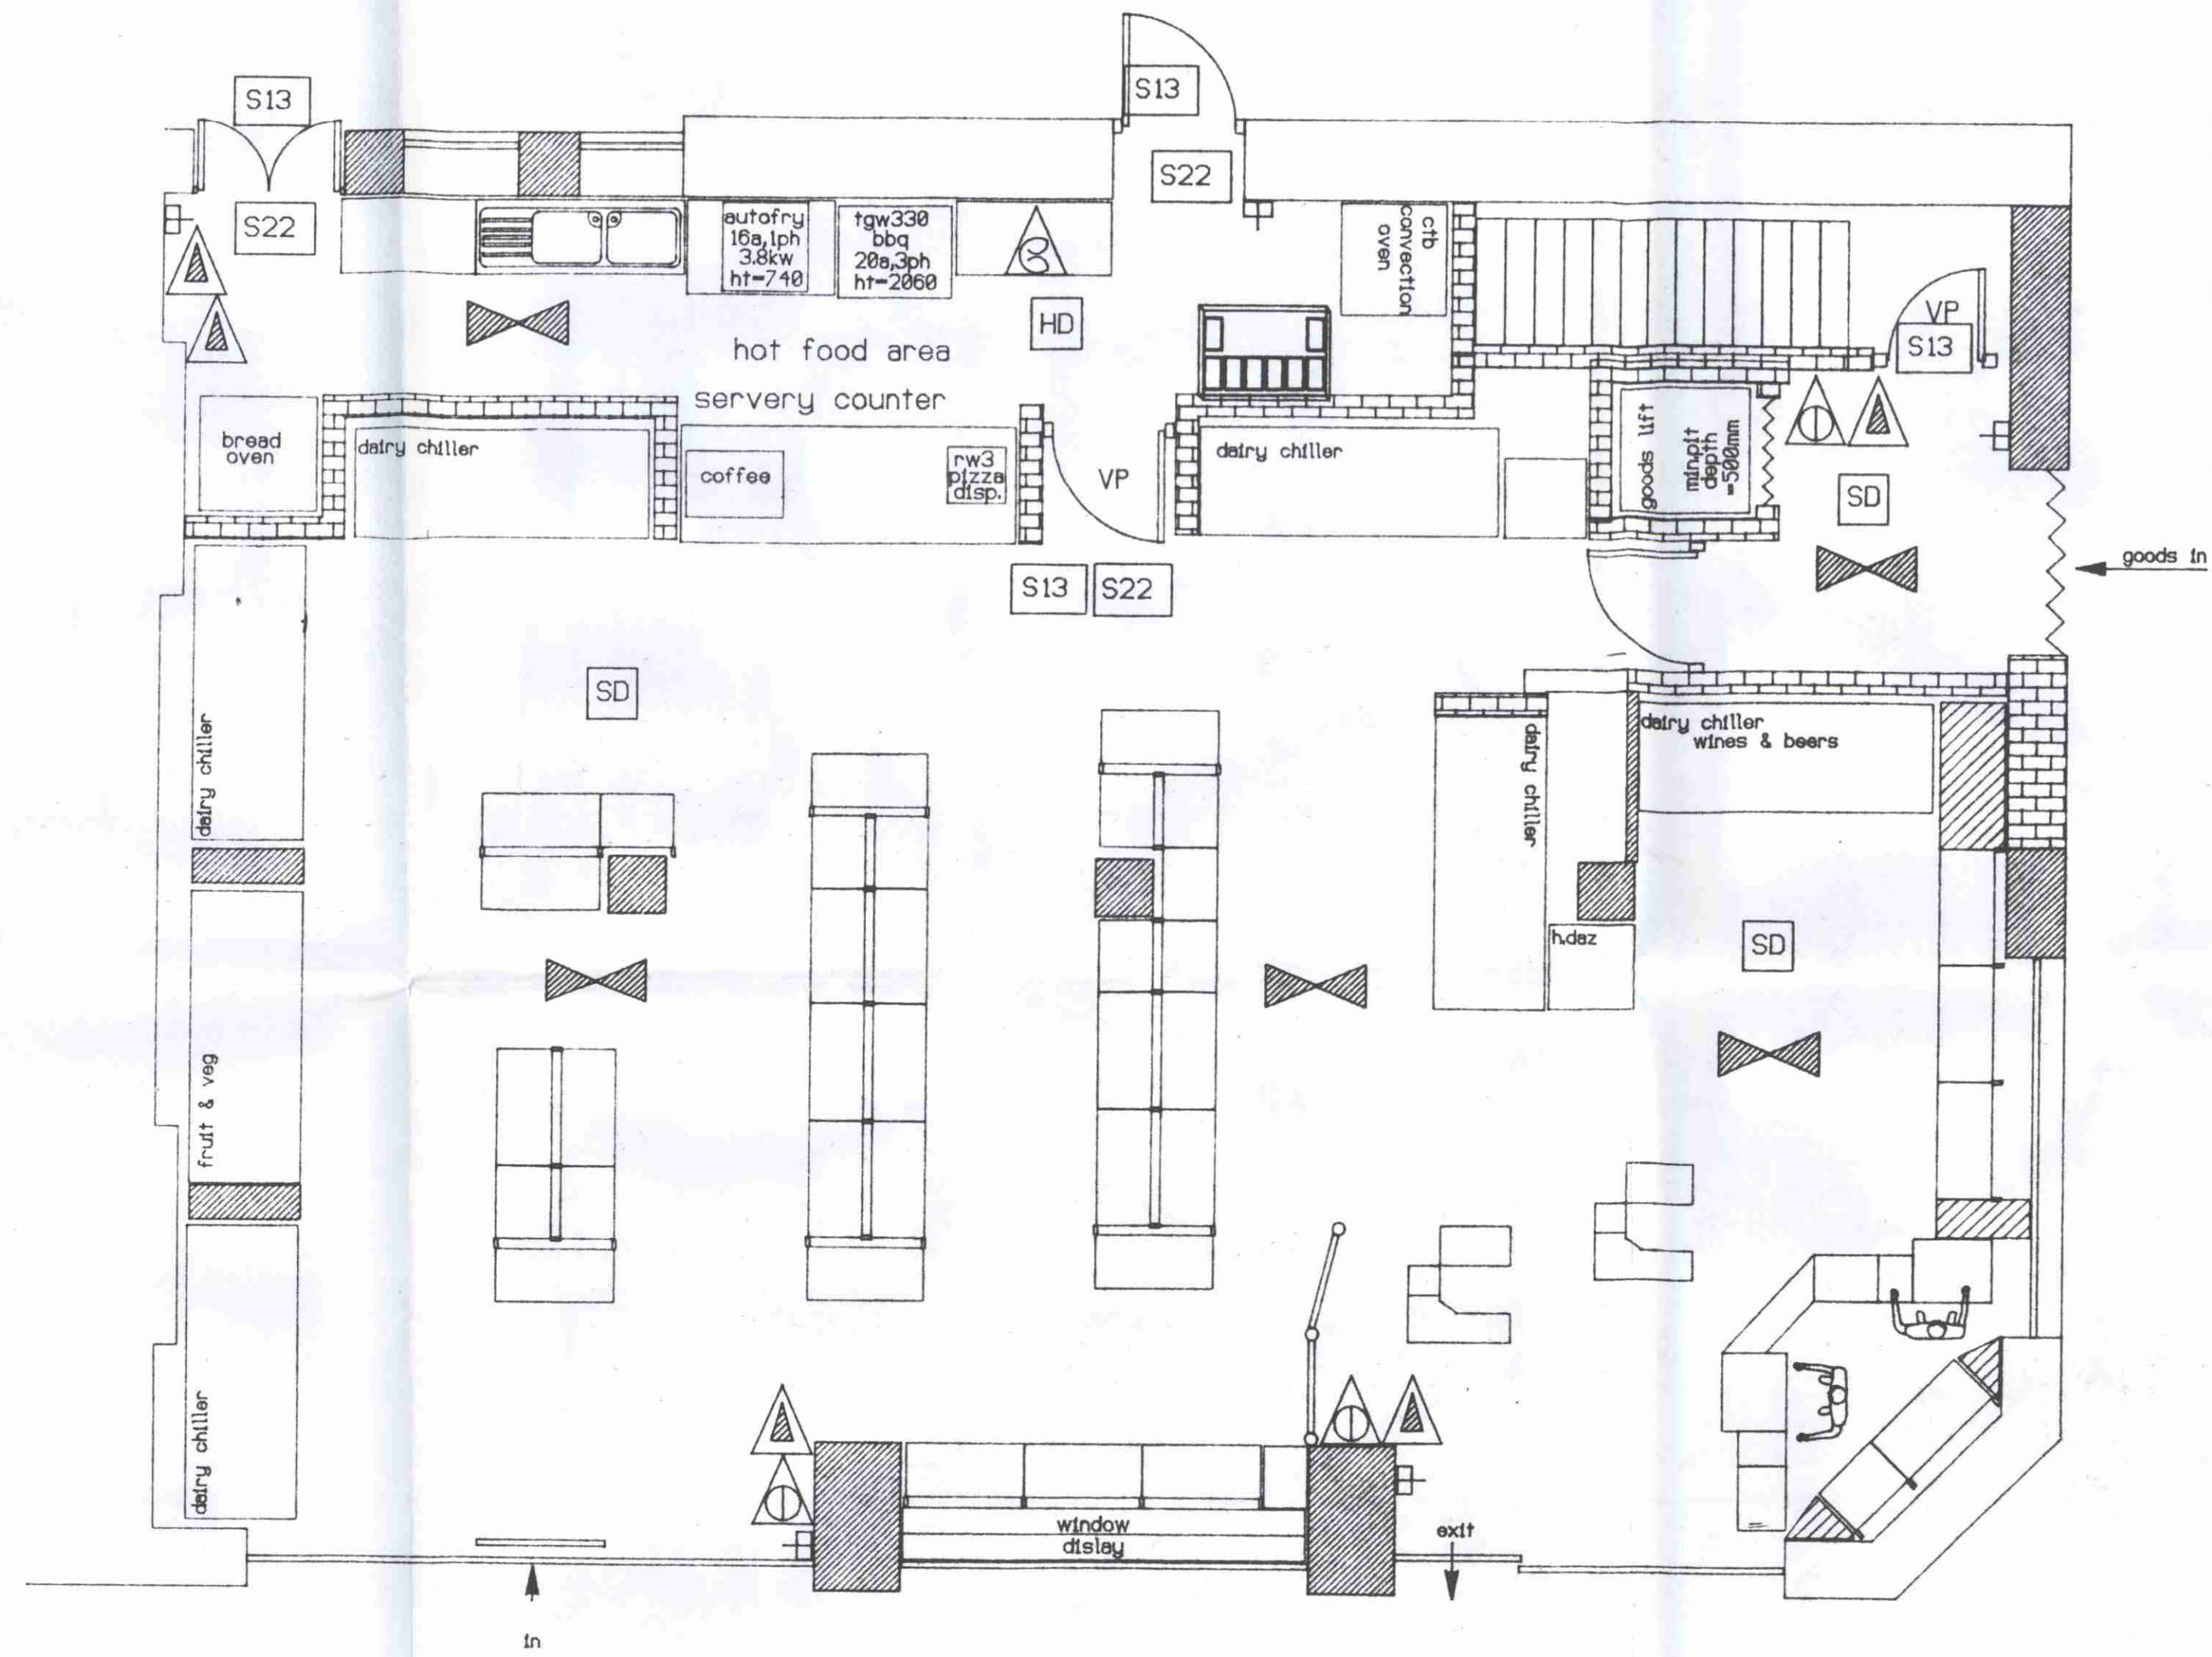 S13
S13
S22
S22
autofry
16a,1ph
3.8kw
ht=740
tgw330
bbq
20a,3ph
ht=2060
ctb
convection
oven
HD
VP
S13
hot food area
servery counter
bread
oven
dairy chiller
coffee
rw3
pizza
disp.
VP
dairy chiller
goods lift
min.pit
depth
=500mm
SD
goods in
S13
S22
SD
dairy chiller
dairy chiller
dairy chiller
wines & beers
h.daz
SD
fruit & veg
dairy chiller
window
dislay
exit
in